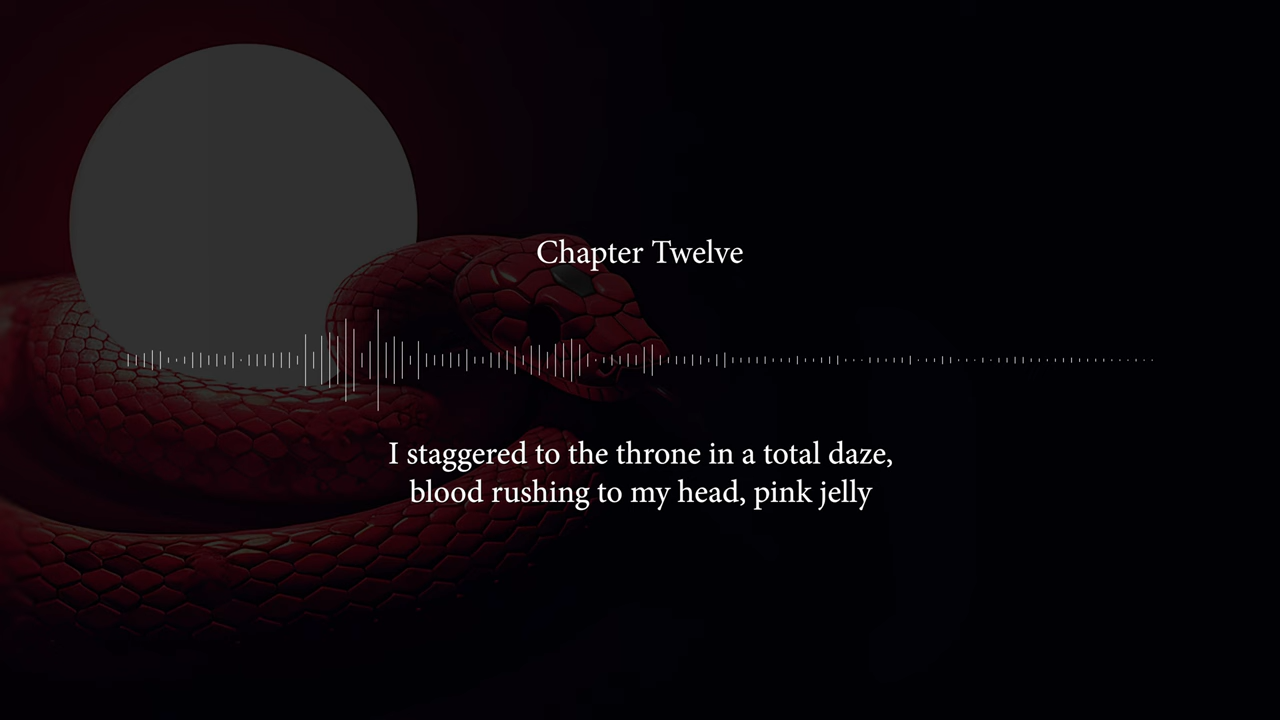 Chapter Twelve
I staggered to the throne in a total daze,
blood rushing to my head, pink jelly